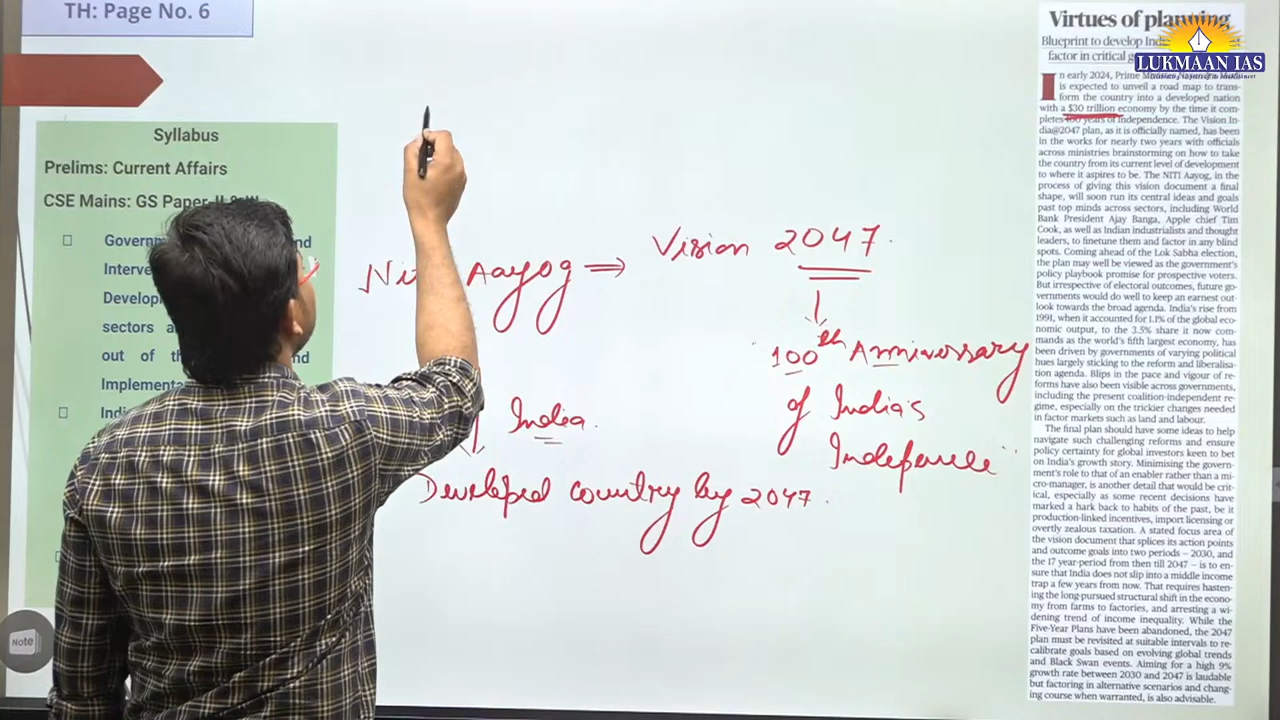 TH: Page No. 6
Syllabus
Prelims: Current Affairs
CSE Mains: GS Paper
and
sectors
out of and
Note
Aayog ⇒ Vision 2047
100th Anniversary
of India's
India
Developed country by 2047
Virtues of planning
Blueprint to develop
factor in critical
LUKMAAN IAS
In early 2024, Prime
is expected to unveil a road map to trans-
form the country into a developed nation
with a $30 trillion economy by the time it com-
pletes 100 years of Independence. The Vision In-
dia@2047 plan, as it is officially named, has been
in the works for nearly two years with officials
across ministries brainstorming on how to take
the country from its current level of development
to where it aspires to be. The NITI Aayog, in the
process of giving this vision document a final
shape, will soon run its central ideas and goals
past top minds across sectors, including World
Bank President Ajay Banga, Apple chief Tim
Cook, as well as Indian industrialists and thought
leaders, to finetune them and factor in any blind
spots. Coming ahead of the Lok Sabha election,
the plan may well be viewed as the government's
policy playbook promise for prospective voters.
But irrespective of electoral outcomes, future go-
vernments would do well to keep an earnest out-
look towards the broad agenda. India's rise from
1991, when it accounted for 1.1% of the global eco-
nomic output, to the 3.5% share it now com-
mands as the world's fifth largest economy, has
been driven by governments of varying political
hues largely sticking to the reform and liberalisa-
tion agenda. Blips in the pace and vigour of re-
forms have also been visible across governments,
including the present coalition-independent re-
gime, especially on the trickier changes needed
in factor markets such as land and labour.
The final plan should have some ideas to help
navigate such challenging reforms and ensure
policy certainty for global investors keen to bet
on India's growth story. Minimising the govern-
ment's role to that of an enabler rather than a mi-
cro-manager, is another detail that would be crit-
ical, especially as some recent decisions have
marked a hark back to habits of the past, be it
production-linked incentives, import licensing or
overtly zealous taxation. A stated focus area of
the vision document that splices its action points
and outcome goals into two periods – 2030, and
the 17 year-period from then till 2047 – is to en-
sure that India does not slip into a middle income
trap a few years from now. That requires hasten-
ing the long-pursued structural shift in the econo-
my from farms to factories, and arresting a wi-
dening trend of income inequality. While the
Five-Year Plans have been abandoned, the 2047
plan must be revisited at suitable intervals to re-
calibrate goals based on evolving global trends
and Black Swan events. Aiming for a high 9%
growth rate between 2030 and 2047 is laudable
but factoring in alternative scenarios and chang-
ing course when warranted, is also advisable.